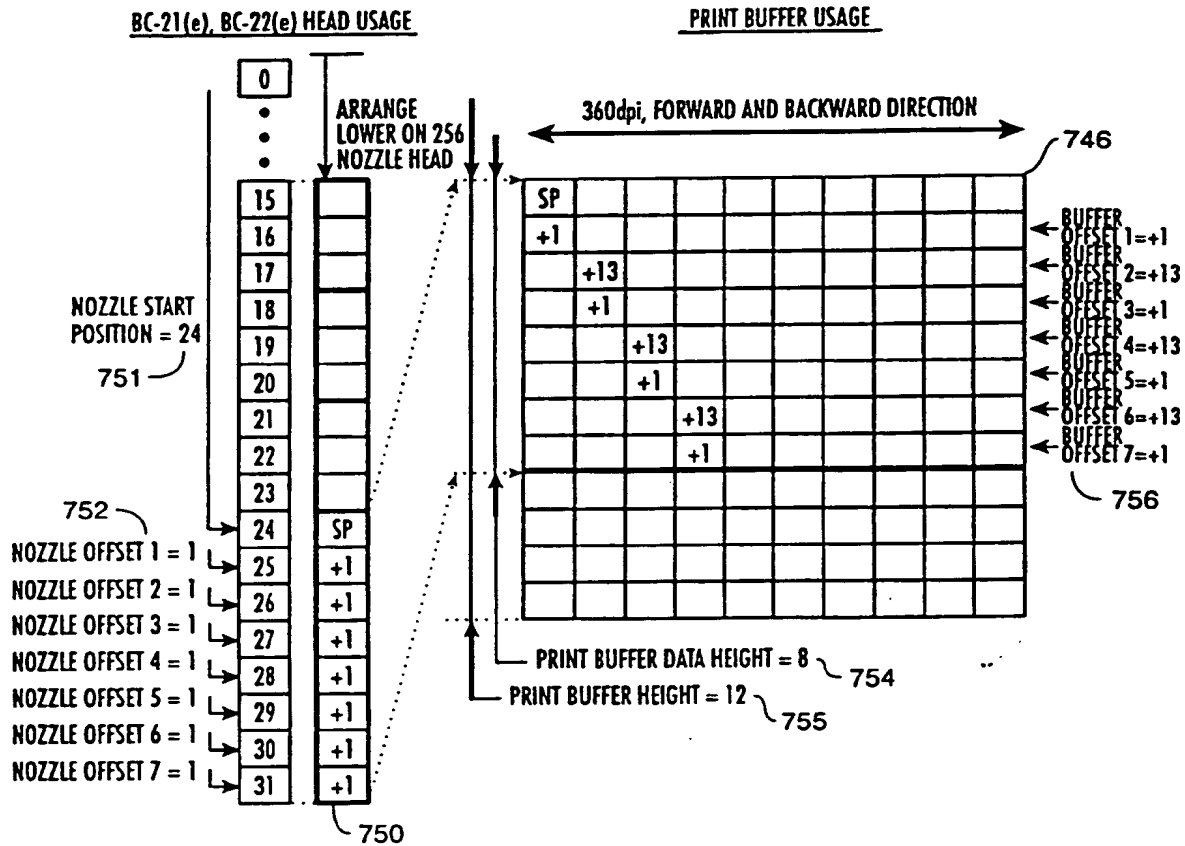 BC-21(e), BC-22(e) HEAD USAGE
PRINT BUFFER USAGE
0
ARRANGE
LOWER ON 256
NOZZLE HEAD
360dpi, FORWARD AND BACKWARD DIRECTION
746
15
16
17
18
19
20
21
22
23
24
25
26
27
28
29
30
31
NOZZLE START
POSITION = 24
751
752
NOZZLE OFFSET 1 = 1
NOZZLE OFFSET 2 = 1
NOZZLE OFFSET 3 = 1
NOZZLE OFFSET 4 = 1
NOZZLE OFFSET 5 = 1
NOZZLE OFFSET 6 = 1
NOZZLE OFFSET 7 = 1
SP
+1
+1
+1
+1
+1
+1
+1
750
SP
+1
+13
+1
+13
+1
+13
+1
BUFFER
OFFSET 1=+1
BUFFER
OFFSET 2=+13
BUFFER
OFFSET 3=+1
BUFFER
OFFSET 4=+13
BUFFER
OFFSET 5=+1
BUFFER
OFFSET 6=+13
BUFFER
OFFSET 7=+1
756
PRINT BUFFER DATA HEIGHT = 8
754
PRINT BUFFER HEIGHT = 12
755